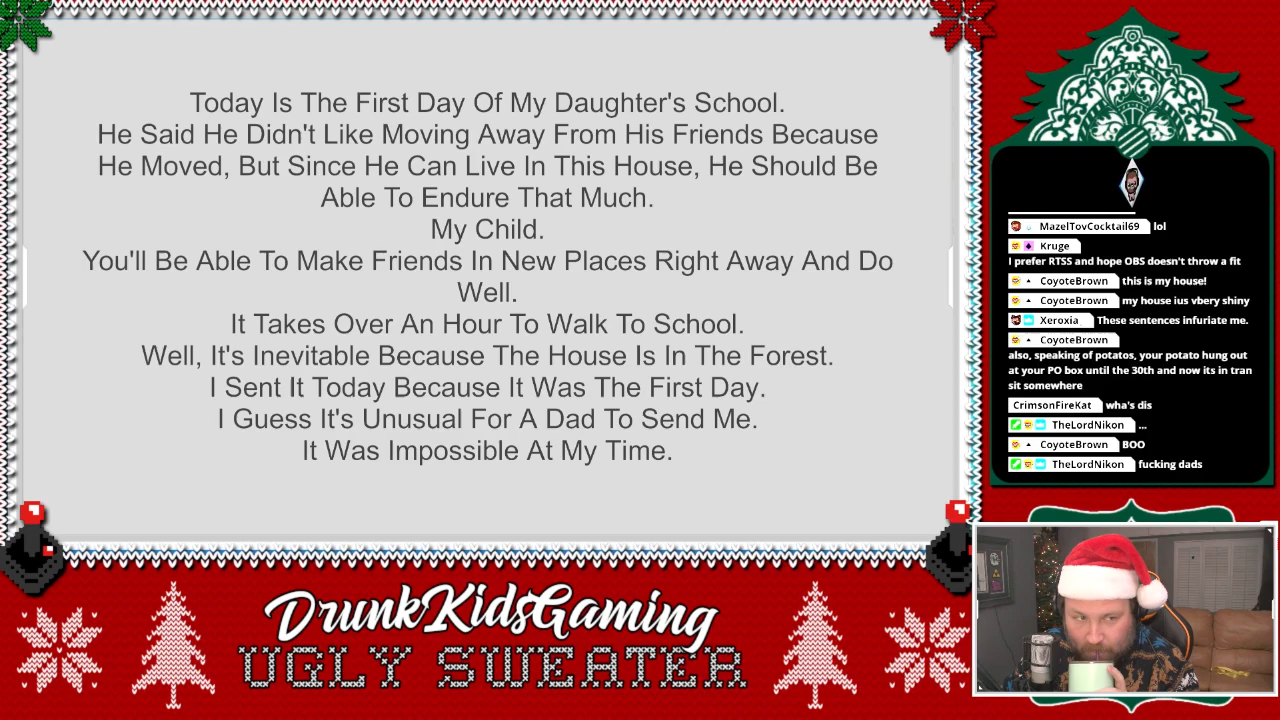 Today Is The First Day Of My Daughter's School.
He Said He Didn't Like Moving Away From His Friends Because
He Moved, But Since He Can Live In This House, He Should Be
Able To Endure That Much.
My Child.
You'll Be Able To Make Friends In New Places Right Away And Do
Well.
It Takes Over An Hour To Walk To School.
Well, It's Inevitable Because The House Is In The Forest.
I Sent It Today Because It Was The First Day.
I Guess It's Unusual For A Dad To Send Me.
It Was Impossible At My Time.
MazelTovCocktail69 lol
Kruge
I prefer RTSS and hope OBS doesn't throw a fit
CoyoteBrown this is my house!
CoyoteBrown my house ius vbery shiny
Xeroxia_ These sentences infuriate me.
CoyoteBrown
also, speaking of potatos, your potato hung out
at your PO box until the 30th and now its in tran
sit somewhere
CrimsonFireKat wha's dis
TheLordNikon ...
CoyoteBrown BOO
TheLordNikon fucking dads
DrunkKidsGaming
UGLY SWEATER